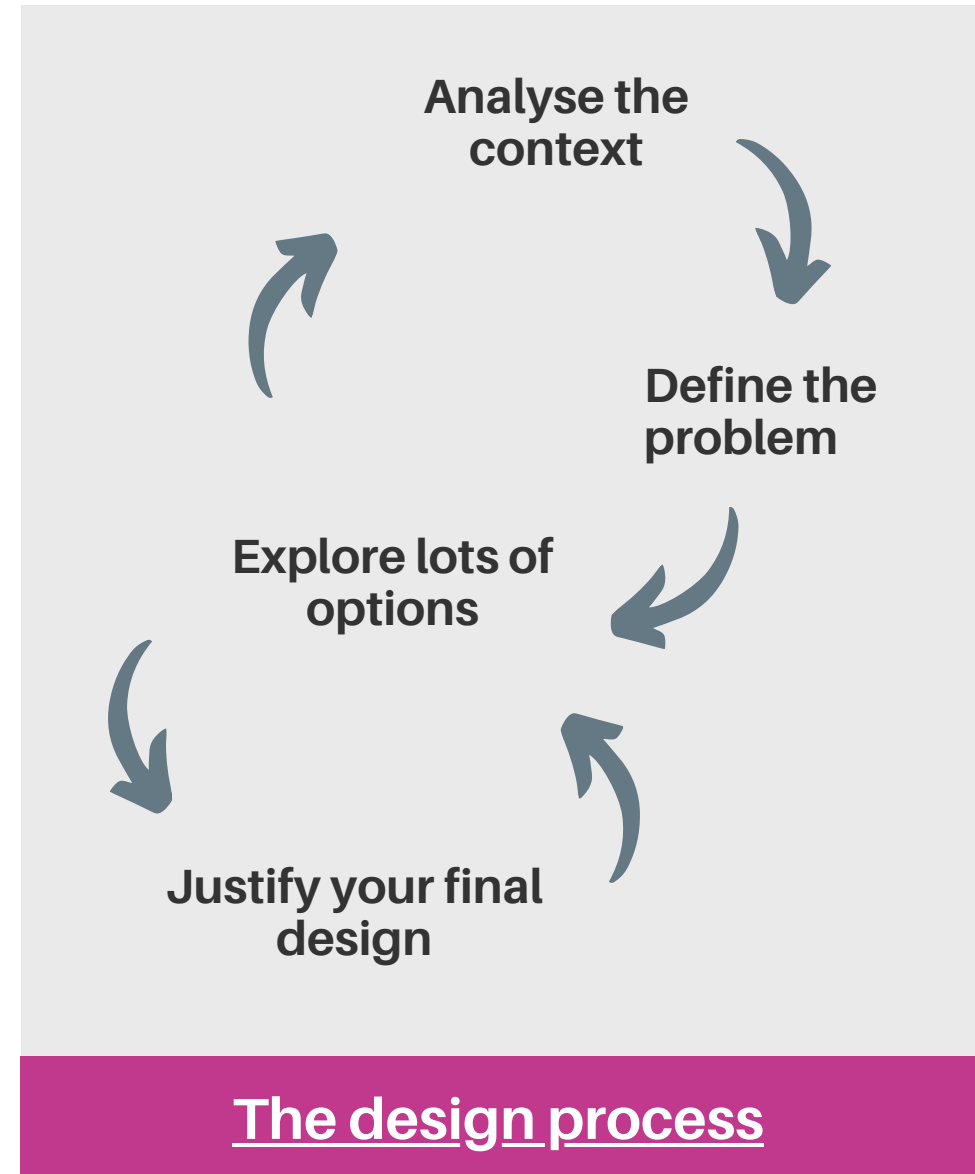 Analyse the
context
Define the
problem
Explore lots of
options
Justify your final
design
The design process